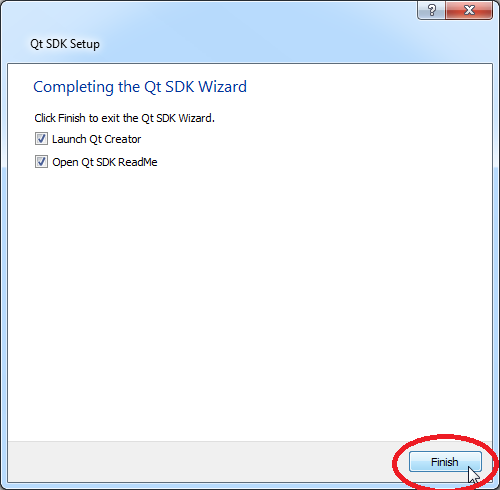 ?
Qt SDK Setup
Completing the Qt SDK Wizard
Click Finish to exit the Qt SDK Wizard.
Launch Qt Creator
Open Qt SDK ReadMe
Finish